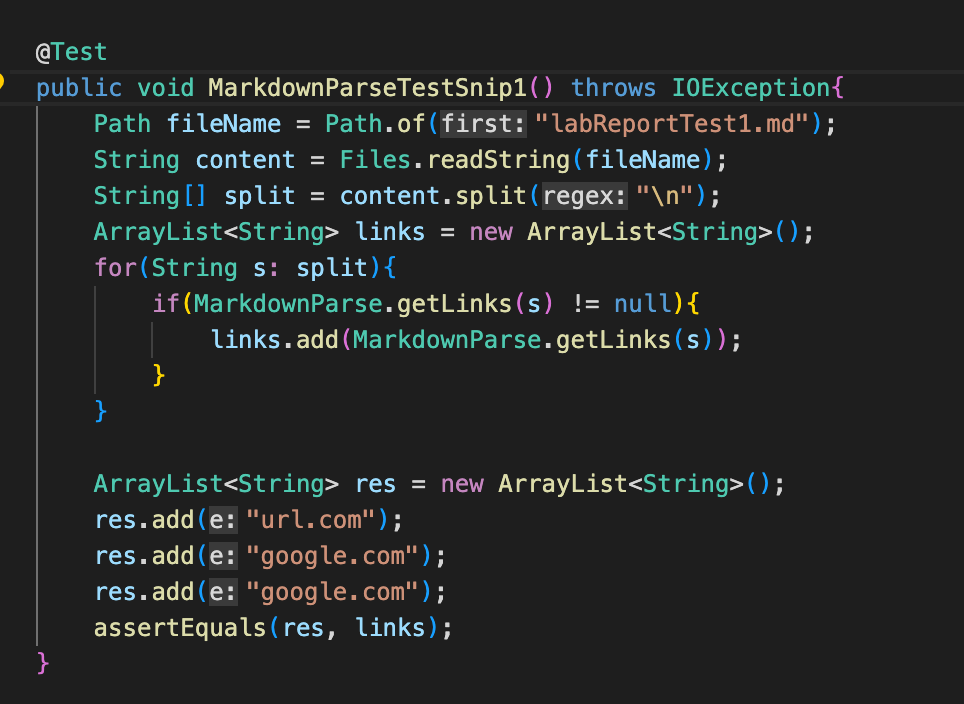 @Test
public void MarkdownParseTestSnip1() throws IOException{
    Path fileName = Path.of(first: "labReportTest1.md");
    String content = Files.readString(fileName);
    String[] split = content.split(regex: "\n");
    ArrayList<String> links = new ArrayList<String>();
    for(String s: split){
        if(MarkdownParse.getLinks(s) != null){
            links.add(MarkdownParse.getLinks(s));
        }
    }

    ArrayList<String> res = new ArrayList<String>();
    res.add(e: "url.com");
    res.add(e: "google.com");
    res.add(e: "google.com");
    assertEquals(res, links);
}